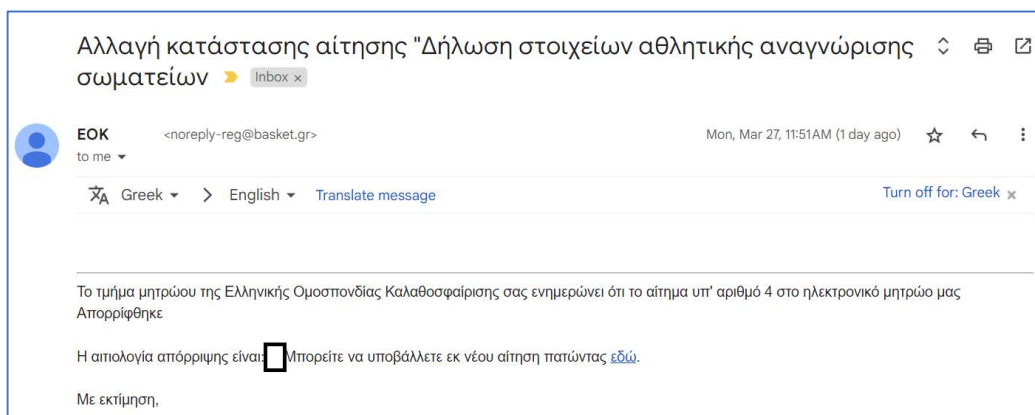 Αλλαγή κατάστασης αίτησης "Δήλωση στοιχείων αθλητικής αναγνώρισης
σωματείων Inbox x
ΕΟΚ <noreply-reg@basket.gr> Mon, Mar 27, 11:51 AM (1 day ago)
to me
Greek > English Translate message Turn off for: Greek x
Το τμήμα μητρώου της Ελληνικής Ομοσπονδίας Καλαθοσφαίρισης σας ενημερώνει ότι το αίτημα υπ' αριθμό 4 στο ηλεκτρονικό μητρώο μας
Απορρίφθηκε
Η αιτιολογία απόρριψης είναι: Μπορείτε να υποβάλλετε εκ νέου αίτηση πατώντας εδώ.
Με εκτίμηση,